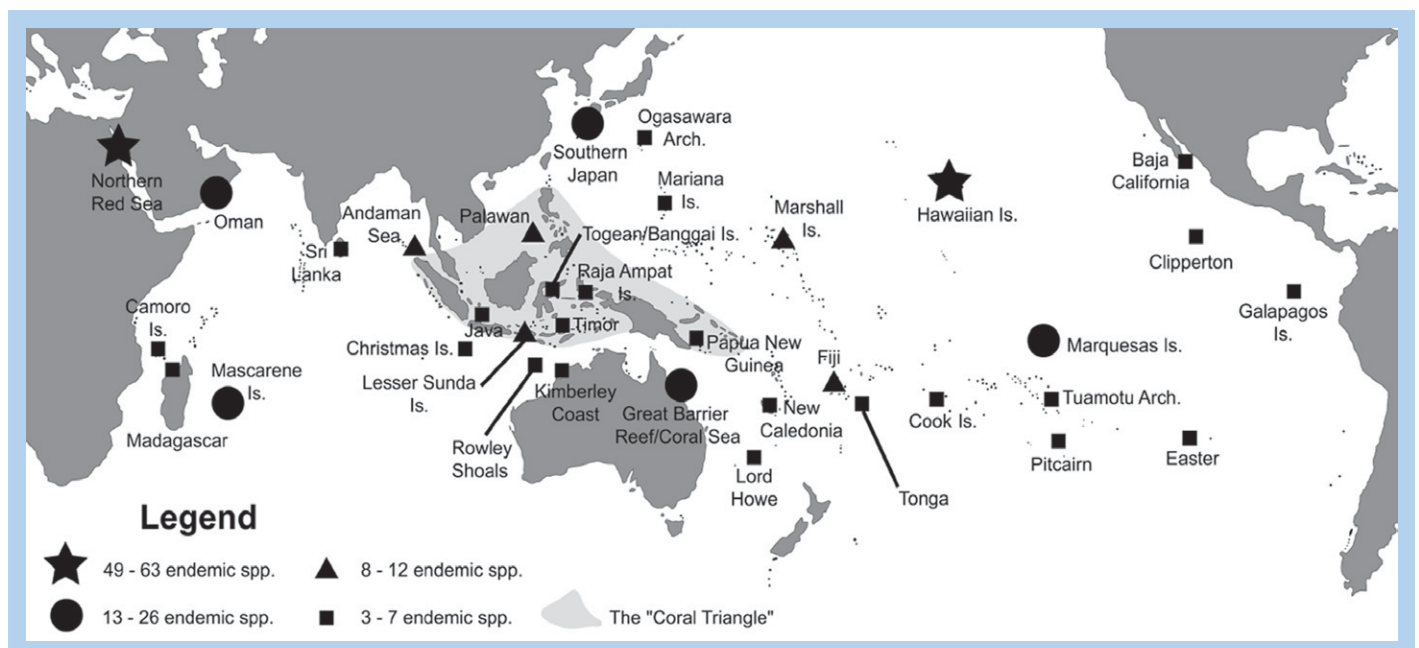 Northern
Red Sea
Oman
Southern
Japan
Ogasawara
Arch.
Mariana
Is.
Marshall
Is.
Hawaiian Is.
Baja
California
Clipperton
Galapagos
Is.
Andaman
Sea
Palawan
Togean/Banggai Is.
Sri
Lanka
Raja Ampat
Is.
Camoro
Is.
Java
Timor
Christmas Is.
Papua New
Guinea
Fiji
Marquesas Is.
Mascarene
Is.
Lesser Sunda
Is.
Kimberley
Coast
Great Barrier
Reef/Coral Sea
New
Caledonia
Cook Is.
Tuamotu Arch.
Madagascar
Rowley
Shoals
Lord
Howe
Tonga
Pitcairn
Easter
Legend
49 - 63 endemic spp.
8 - 12 endemic spp.
13 - 26 endemic spp.
3 - 7 endemic spp.
The "Coral Triangle"